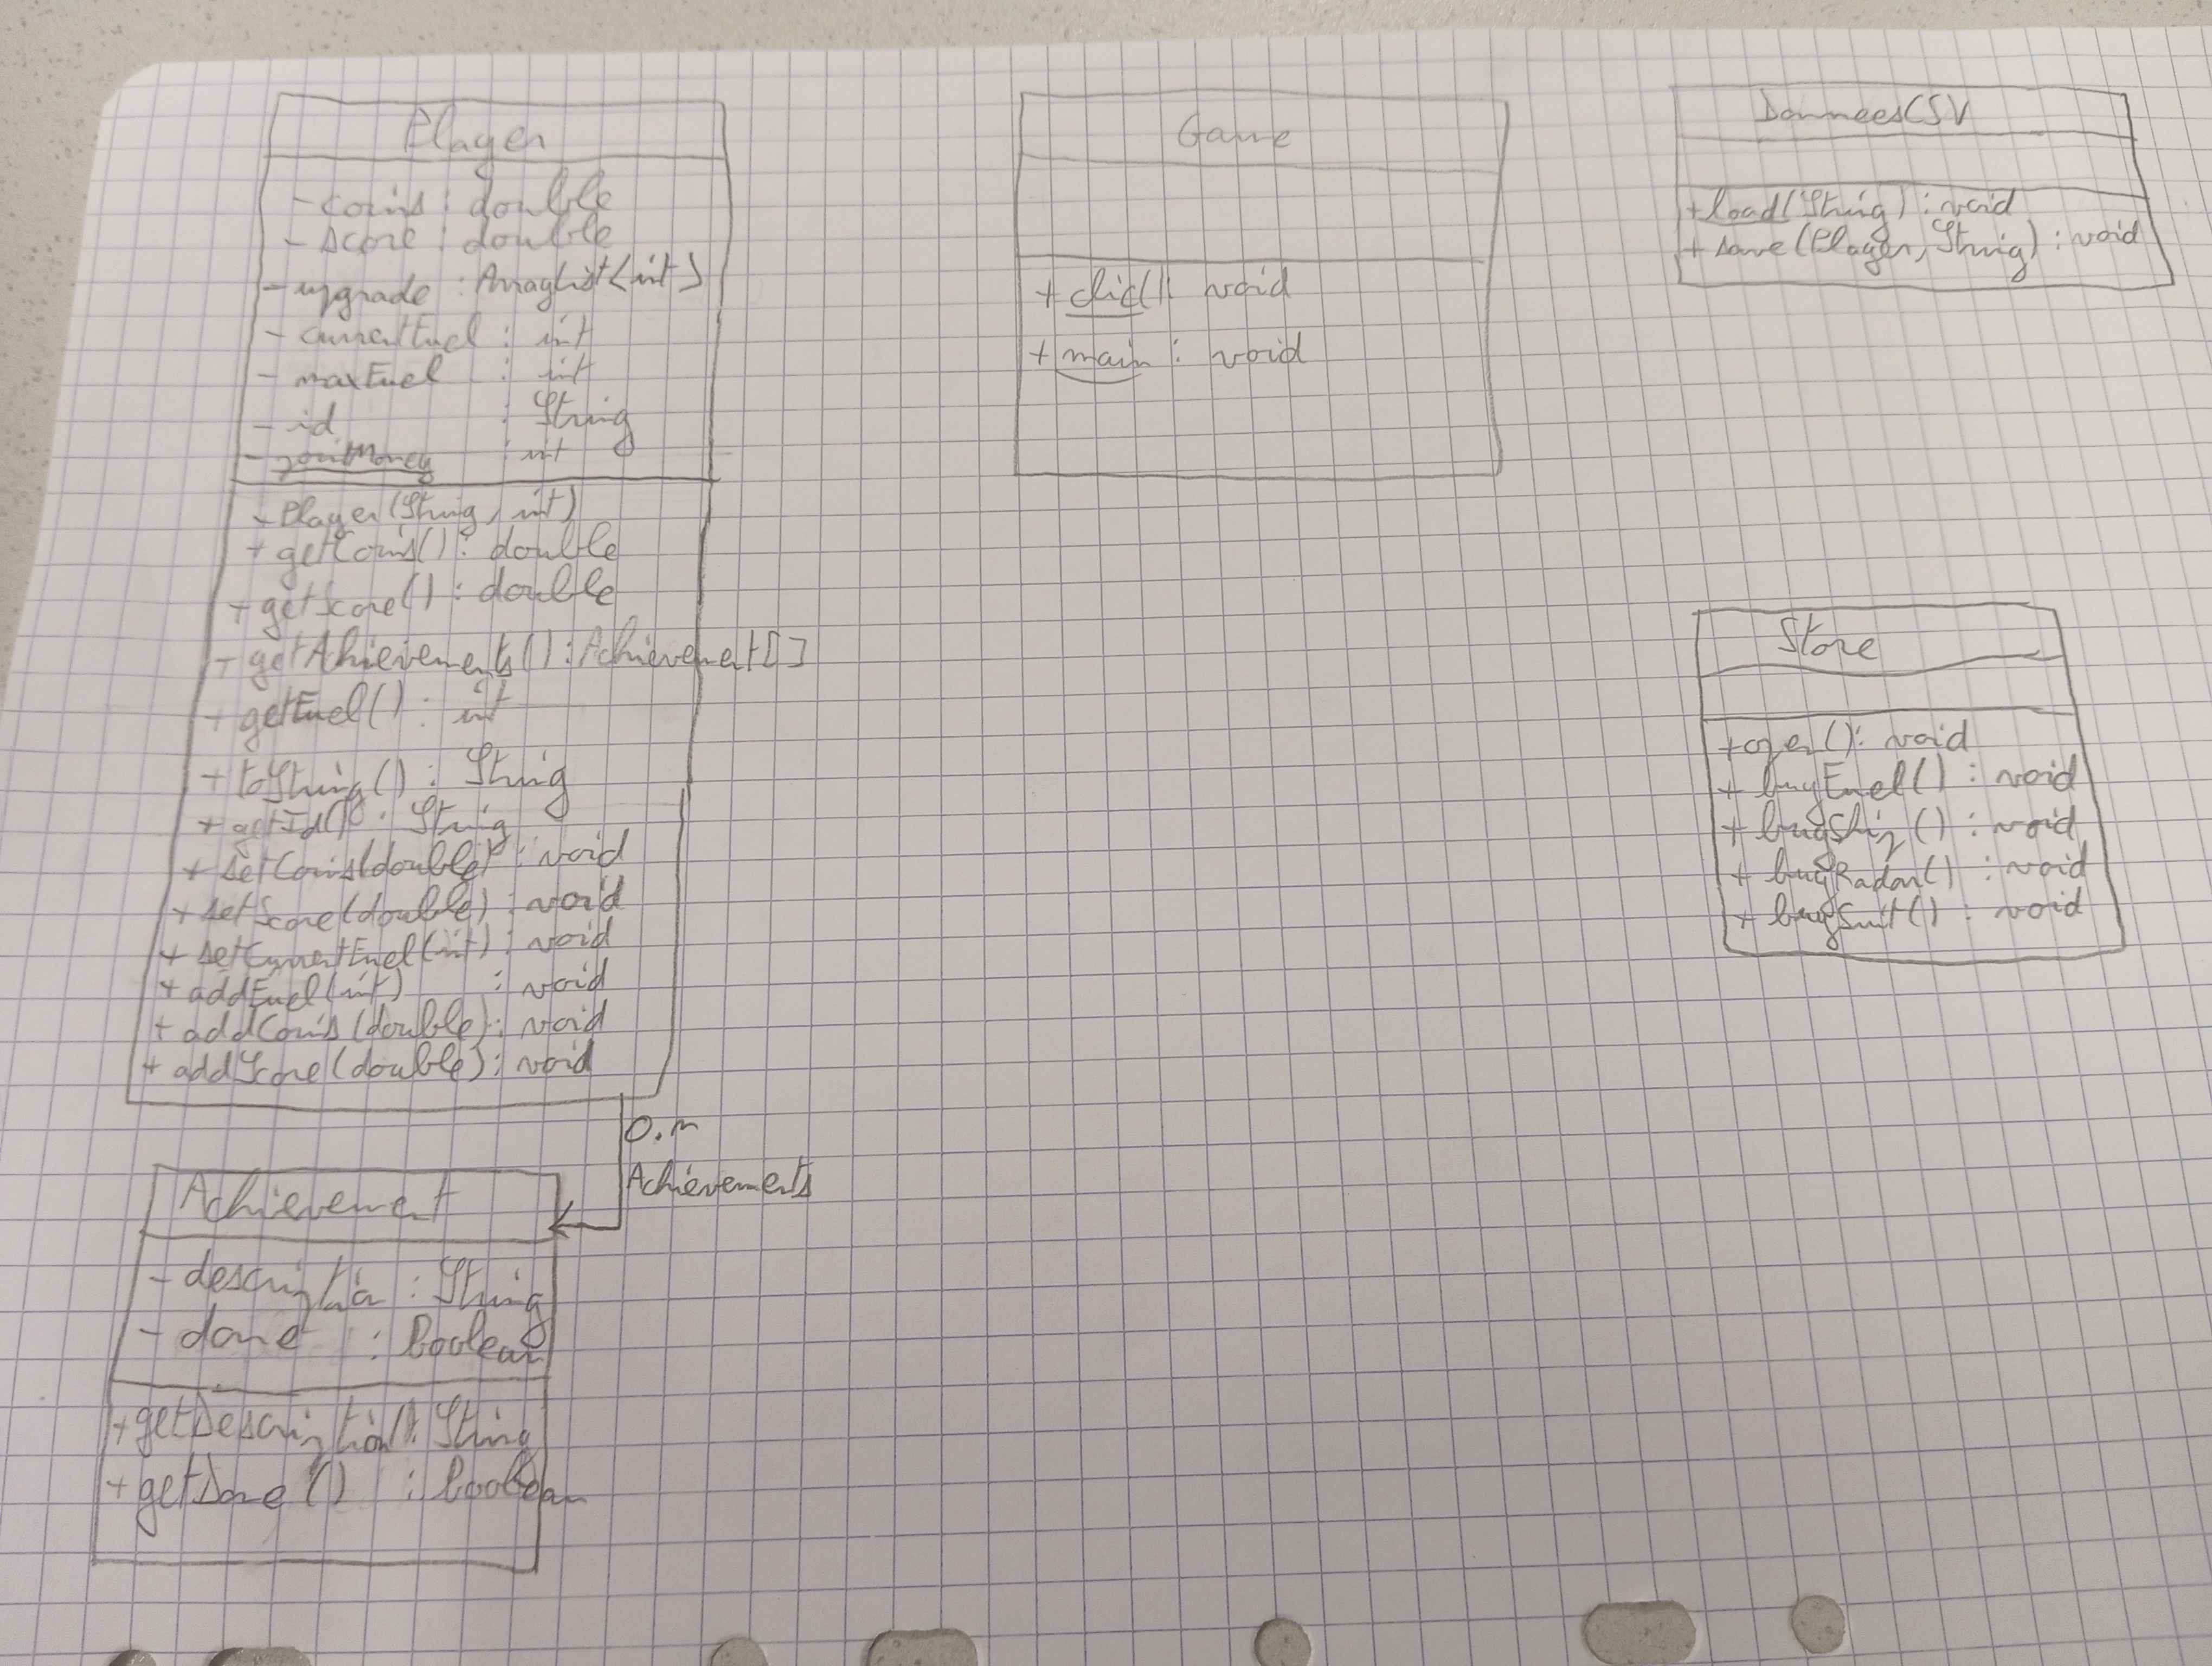 Player
- coins : double
- score : double
- upgrade : ArrayList<int>
- currentFuel : int
- maxFuel : int
- id : String
- jointMoney : int
- Player(String, int)
+ getCoins() : double
+ getScore() : double
+ getAchievements() : Achievement[]
+ getFuel() : int
+ toString() : String
+ getId() : String
+ setCoins(double) : void
+ setScore(double) : void
+ setCurrentFuel(int) : void
+ addFuel(int) : void
+ addCoins(double) : void
+ addScore(double) : void
0.n
Achievements
Achievement
- description : String
- done : boolean
+ getDescription() : String
+ getDone() : boolean
Game
+ clic() : void
+ main : void
DonneesCSV
+ load(String) : void
+ save(Player, String) : void
Store
+ open() : void
+ buyFuel() : void
+ buyShip() : void
+ buyRadar() : void
+ buySuit() : void